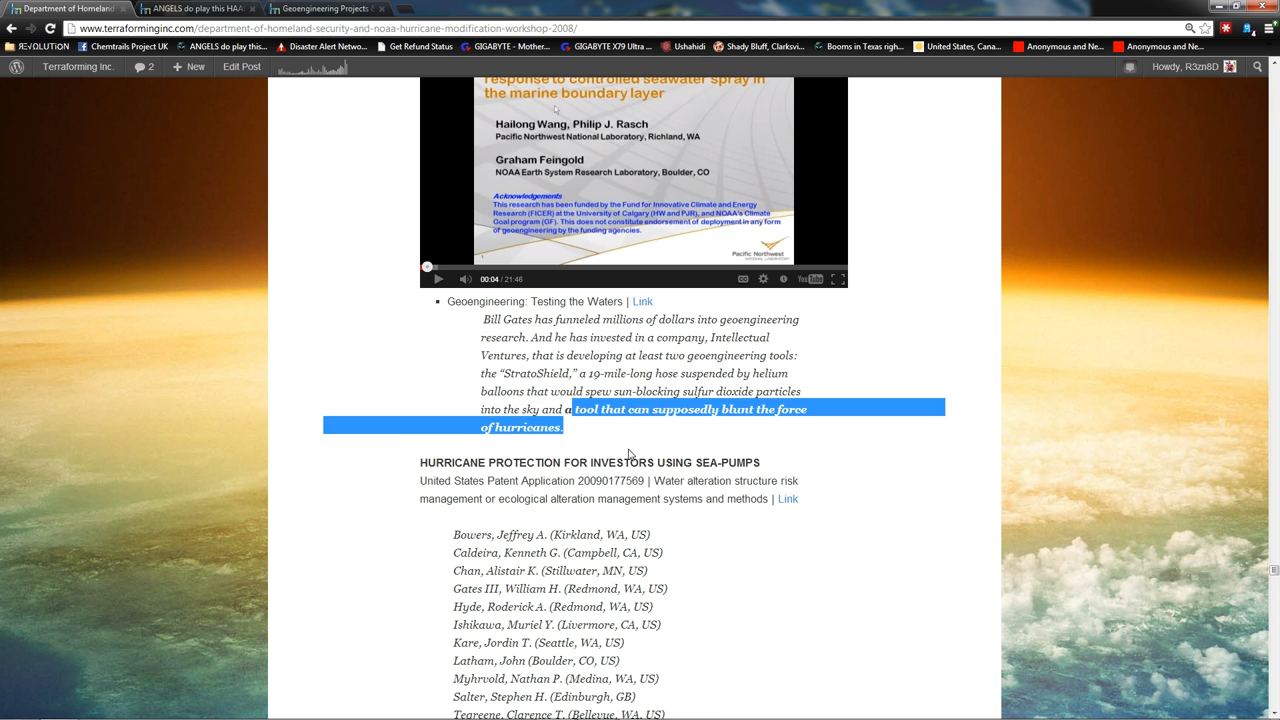 Department of Homeland
ANGELS do play this HAA
Geoengineering Projects &
www.terraforminginc.com/department-of-homeland-security-and-noaa-hurricane-modification-workshop-2008/
ЯEVΩLUTIΩN
Chemtrails Project UK
ANGELS do play this...
Disaster Alert Netwo...
Get Refund Status
GIGABYTE - Mother...
GIGABYTE X79 Ultra ...
Ushahidi
Shady Bluff, Clarksvi...
Booms in Texas righ...
United States, Cana...
Anonymous and Ne...
Anonymous and Ne...
Terraforming Inc.
2
New
Edit Post
Howdy, R3zn8D
response to controlled seawater spray in
the marine boundary layer
Hailong Wang, Philip J. Rasch
Pacific Northwest National Laboratory, Richland, WA
Graham Feingold
NOAA Earth System Research Laboratory, Boulder, CO
Acknowledgements
This research has been funded by the Fund for Innovative Climate and Energy
Research (FICER) at the University of Calgary (HW and PJR), and NOAA's Climate
Goal program (GF). This does not constitute endorsement of deployment in any form
of geoengineering by the funding agencies.
Pacific Northwest
NATIONAL LABORATORY
00:04 / 21:46
CC
YouTube
Geoengineering: Testing the Waters | Link
Bill Gates has funneled millions of dollars into geoengineering
research. And he has invested in a company, Intellectual
Ventures, that is developing at least two geoengineering tools:
the “StratoShield,” a 19-mile-long hose suspended by helium
balloons that would spew sun-blocking sulfur dioxide particles
into the sky and a tool that can supposedly blunt the force
of hurricanes.
HURRICANE PROTECTION FOR INVESTORS USING SEA-PUMPS
United States Patent Application 20090177569 | Water alteration structure risk
management or ecological alteration management systems and methods | Link
Bowers, Jeffrey A. (Kirkland, WA, US)
Caldeira, Kenneth G. (Campbell, CA, US)
Chan, Alistair K. (Stillwater, MN, US)
Gates III, William H. (Redmond, WA, US)
Hyde, Roderick A. (Redmond, WA, US)
Ishikawa, Muriel Y. (Livermore, CA, US)
Kare, Jordin T. (Seattle, WA, US)
Latham, John (Boulder, CO, US)
Myhrvold, Nathan P. (Medina, WA, US)
Salter, Stephen H. (Edinburgh, GB)
Tegreene, Clarence T. (Bellevue, WA, US)